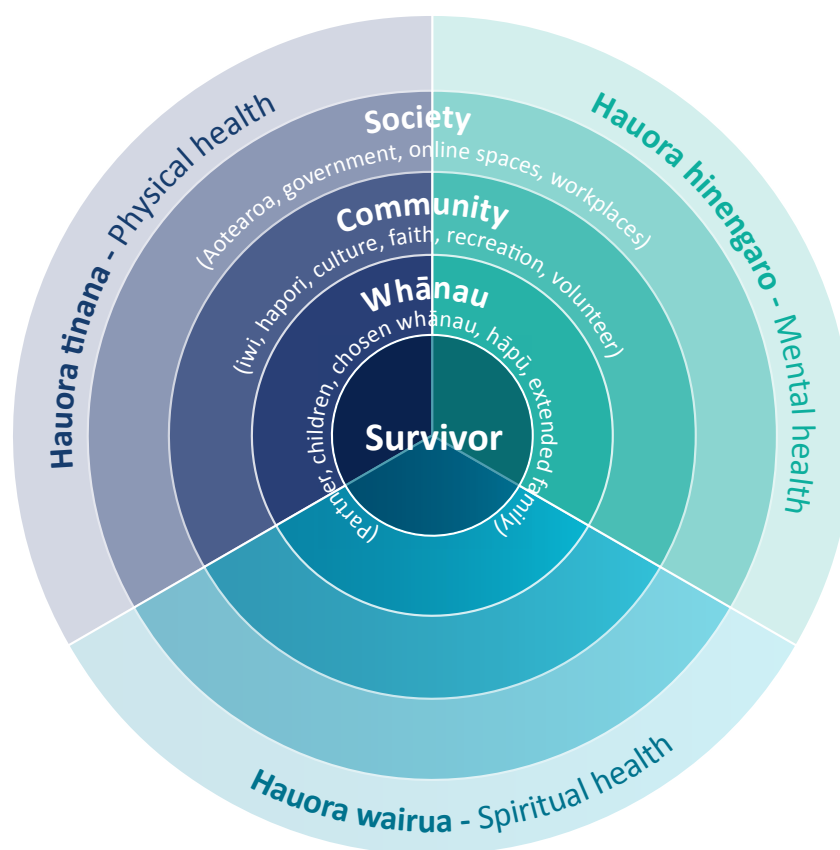 Society
(Aotearoa, government, online spaces, workplaces)
Community
(iwi, hapori, culture, faith, recreation, volunteer)
Whānau
(Partner, children, chosen whānau, hāpū, extended family)
Survivor
Hauora tinana - Physical health
Hauora hinengaro - Mental health
Hauora wairua - Spiritual health